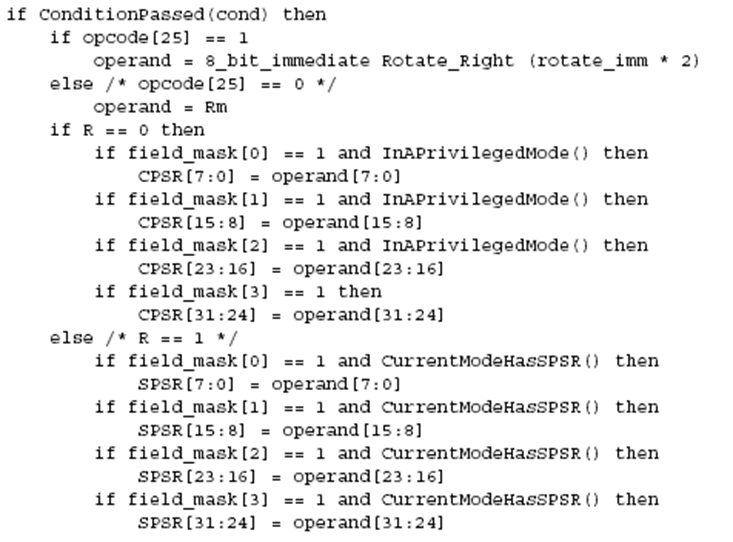 if ConditionPassed(cond) then
if opcode[25] == 1
operand = 8_bit_immediate Rotate_Right (rotate_imm * 2)
else /* opcode[25] == 0 */
operand = Rm
if R == 0 then
if field_mask[0] == 1 and InAPrivilegedMode() then
CPSR[7:0] = operand[7:0]
if field_mask[1] == 1 and InAPrivilegedMode() then
CPSR[15:8] = operand[15:8]
if field_mask[2] == 1 and InAPrivilegedMode() then
CPSR[23:16] = operand[23:16]
if field_mask[3] == 1 then
CPSR[31:24] = operand[31:24]
else /* R == 1 */
if field_mask[0] == 1 and CurrentModeHasSPSR() then
SPSR[7:0] = operand[7:0]
if field_mask[1] == 1 and CurrentModeHasSPSR() then
SPSR[15:8] = operand[15:8]
if field_mask[2] == 1 and CurrentModeHasSPSR() then
SPSR[23:16] = operand[23:16]
if field_mask[3] == 1 and CurrentModeHasSPSR() then
SPSR[31:24] = operand[31:24]